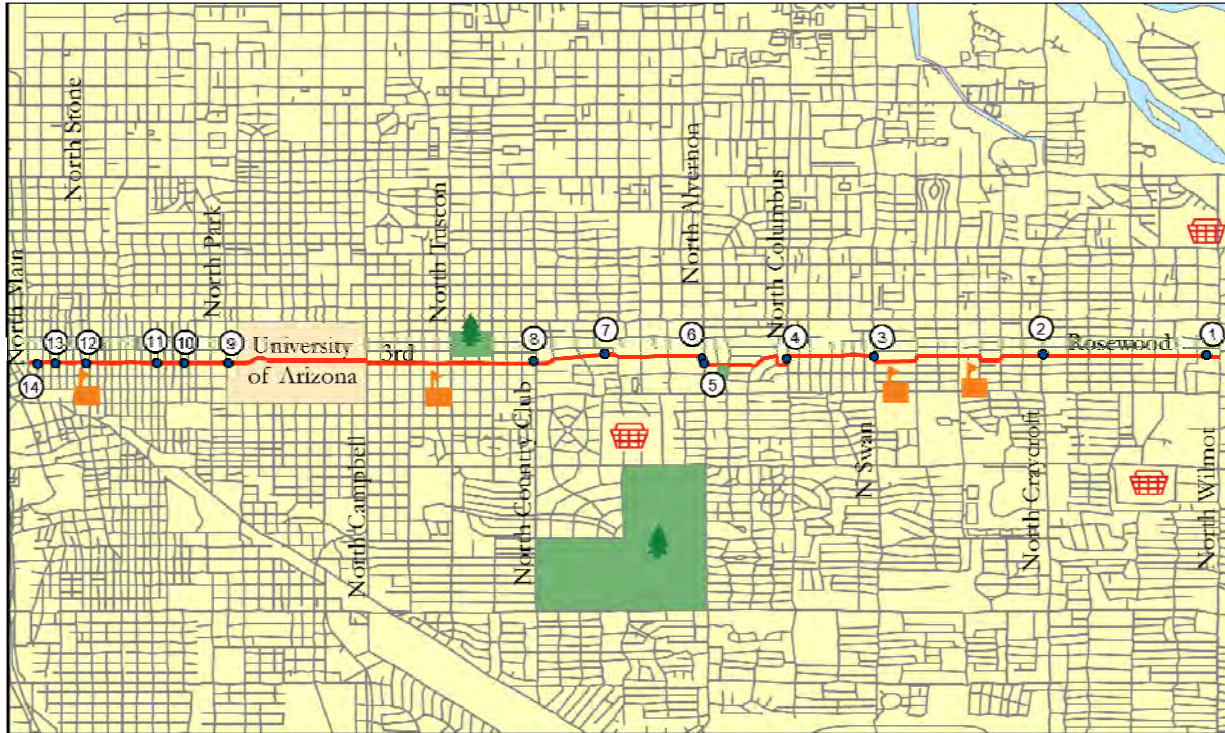 North Stone
North Park
North Tuscon
North Alvernon
North Columbus
North Main
13
12
11
10
9
University
of Arizona
3rd
8
7
6
5
4
3
2
Rosewood
1
14
North Campbell
North Country Club
N Swan
North Craycroft
North Wilmot